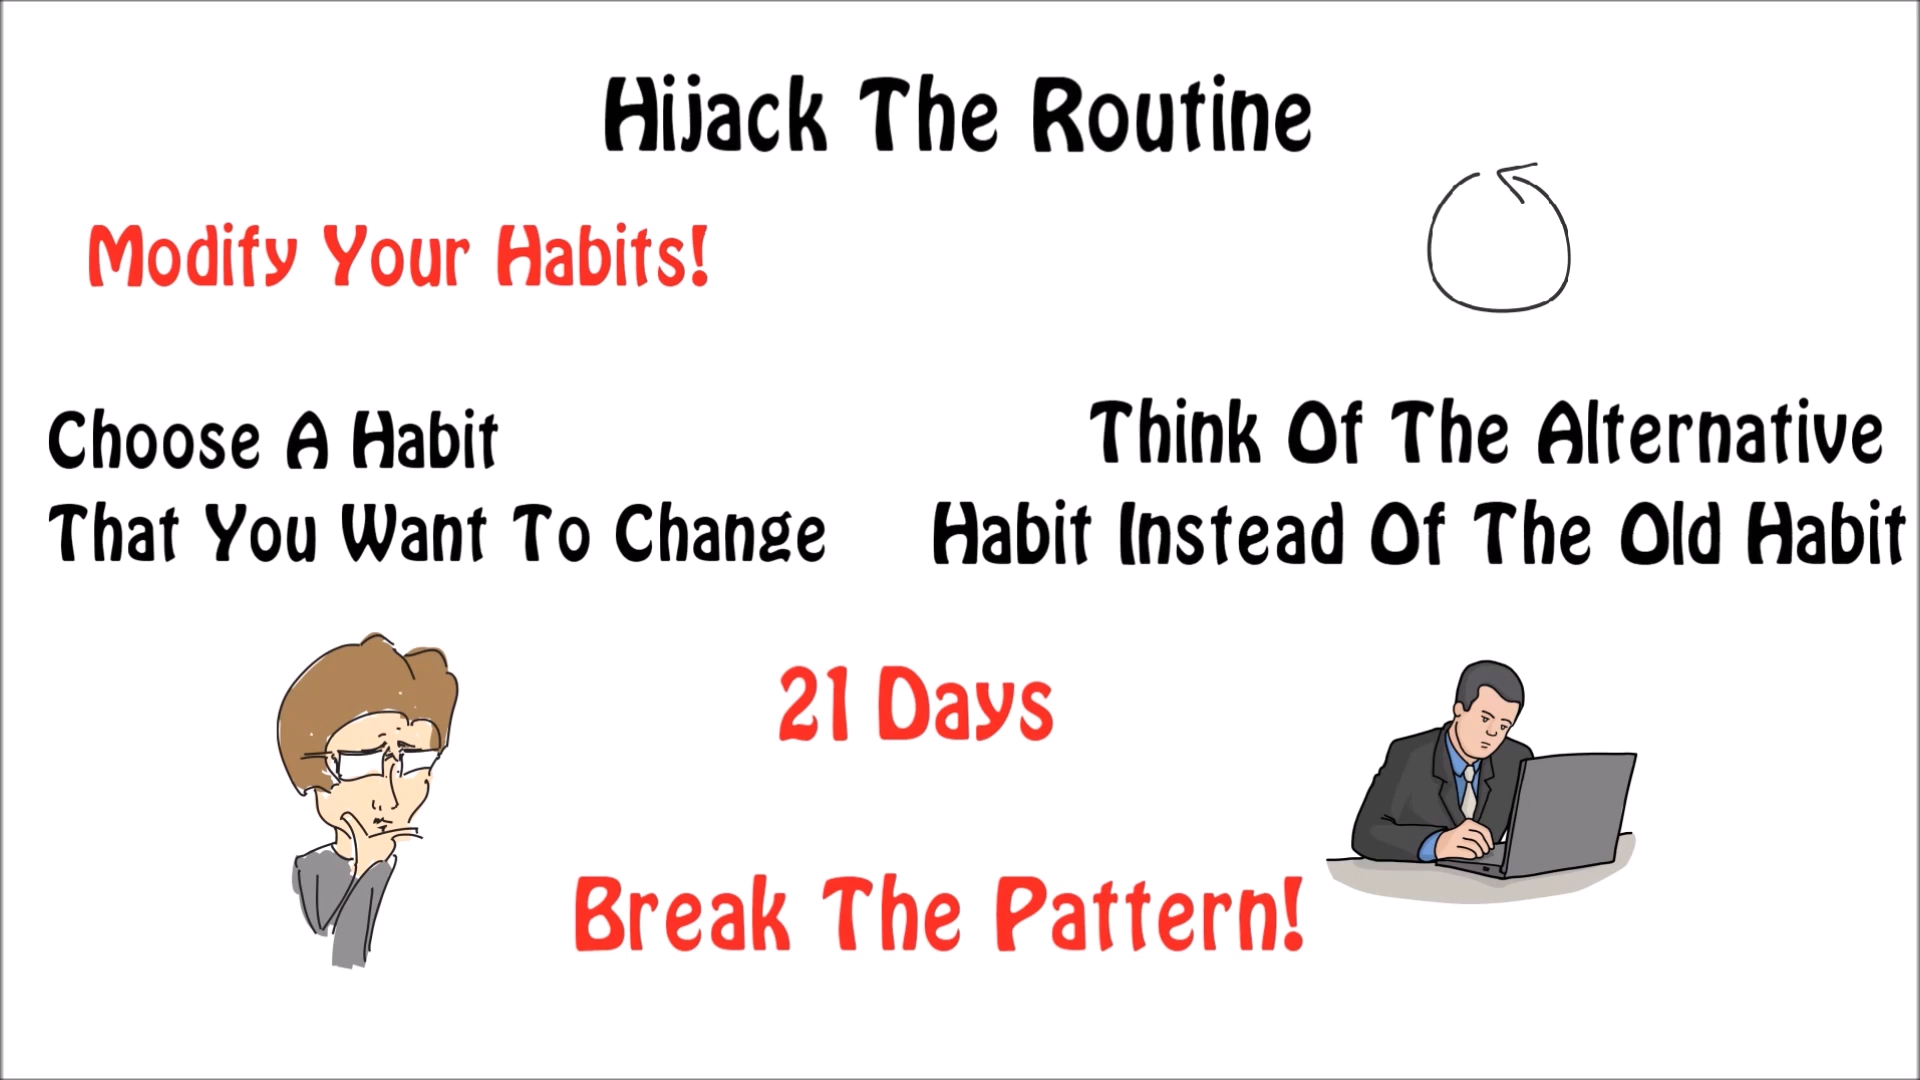 Hijack The Routine
Modify Your Habits!
Choose A Habit
That You Want To Change
Think Of The Alternative
Habit Instead Of The Old Habit
21 Days
Break The Pattern!